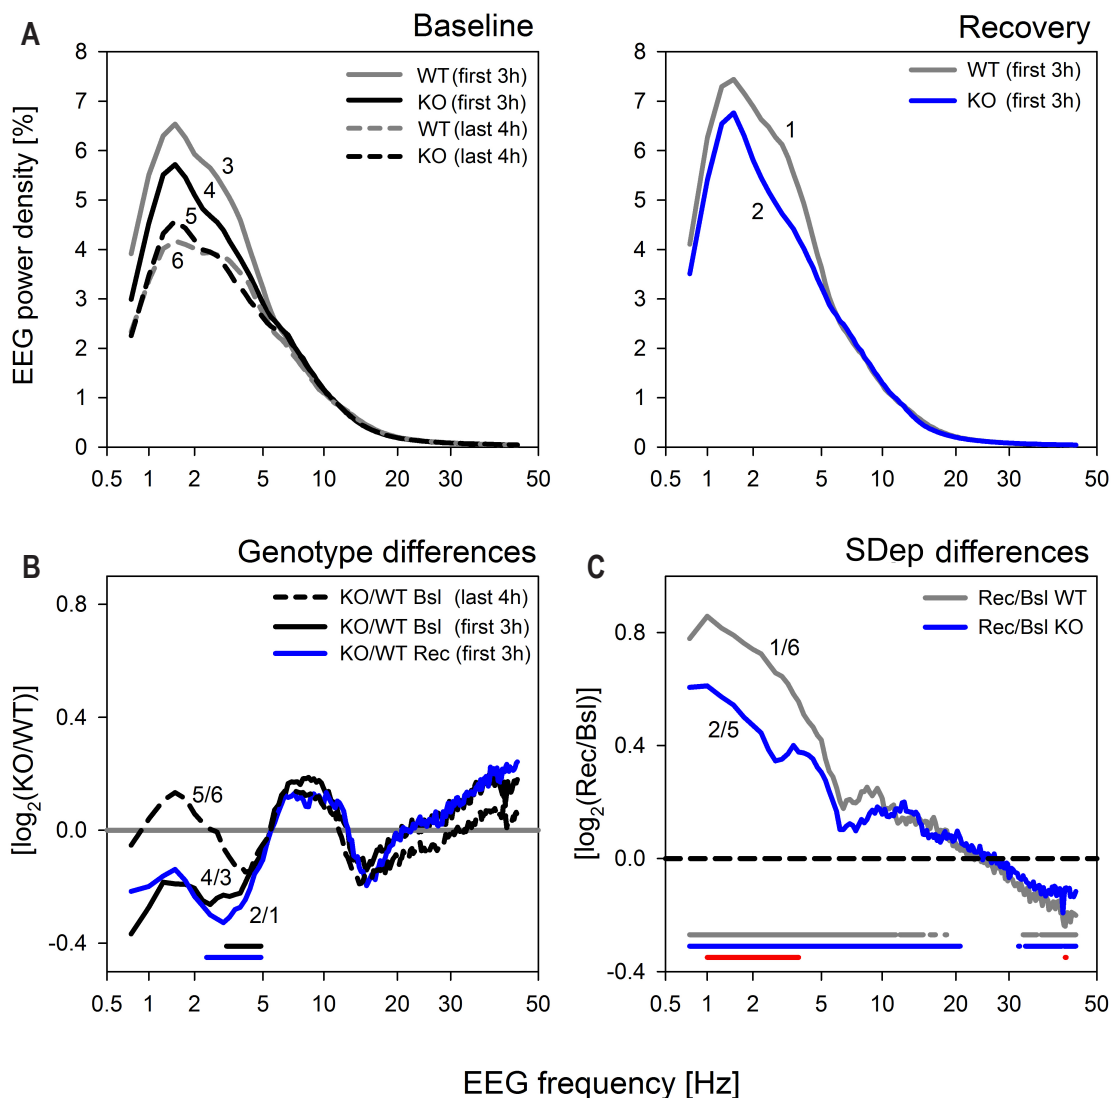 A
Baseline
Recovery
EEG power density [%]
8
7
6
5
4
3
2
1
0
WT (first 3h)
KO (first 3h)
WT (last 4h)
KO (last 4h)
3
4
5
6
0.5 1 2 5 10 20 30 50
8
7
6
5
4
3
2
1
0
WT (first 3h)
KO (first 3h)
1
2
0.5 1 2 5 10 20 30 50
B
Genotype differences
[log2(KO/WT)]
0.8
0.4
0.0
-0.4
KO/WT Bsl (last 4h)
KO/WT Bsl (first 3h)
KO/WT Rec (first 3h)
5/6
4/3
2/1
0.5 1 2 5 10 20 30 50
C
SDep differences
[log2(Rec/Bsl)]
0.8
0.4
0.0
-0.4
Rec/Bsl WT
Rec/Bsl KO
1/6
2/5
0.5 1 2 5 10 20 30 50
EEG frequency [Hz]